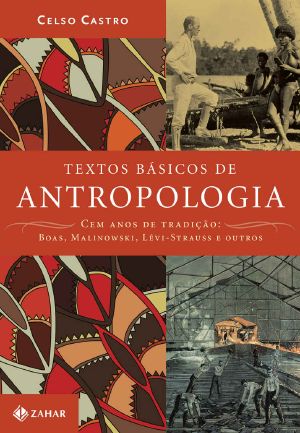 CELSO CASTRO
TEXTOS BÁSICOS DE
ANTROPOLOGIA
CEM ANOS DE TRADIÇÃO:
BOAS, MALINOWSKI, LÉVI-STRAUSS E OUTROS
ZAHAR